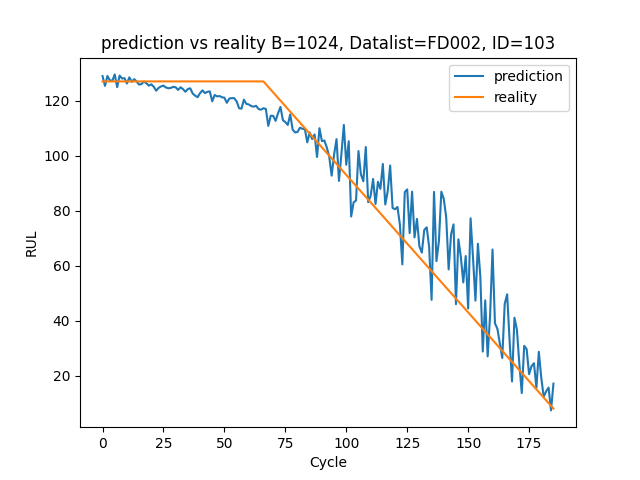 prediction vs reality B=1024, Datalist=FD002, ID=103
prediction
reality
RUL
120
100
80
60
40
20
0 25 50 75 100 125 150 175
Cycle